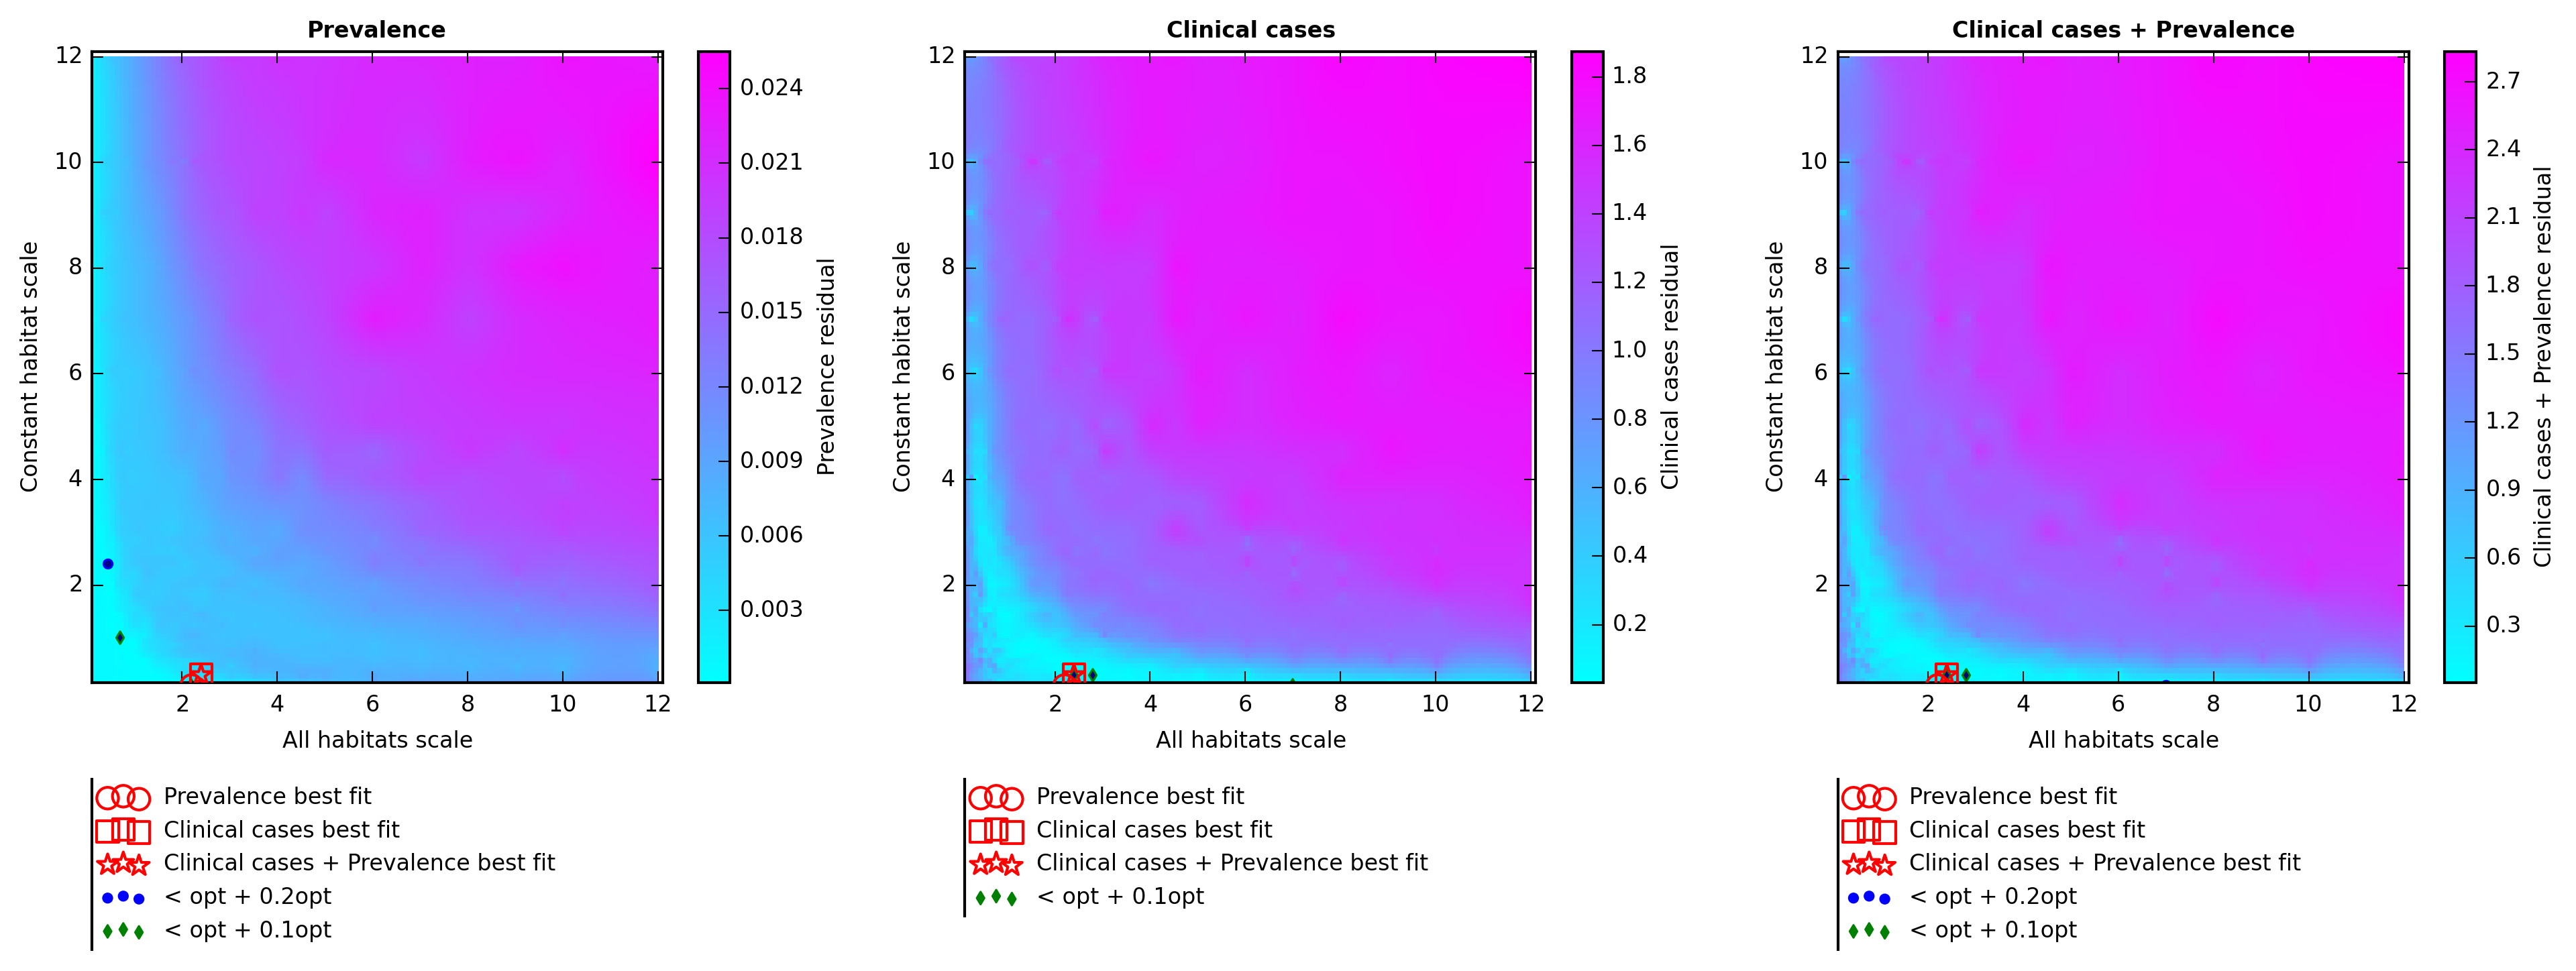 Prevalence
12
10
8
6
4
2
Constant habitat scale
2 4 6 8 10 12
All habitats scale
0.024
0.021
0.018
0.015
0.012
0.009
0.006
0.003
Prevalence residual
Prevalence best fit
Clinical cases best fit
Clinical cases + Prevalence best fit
< opt + 0.2opt
< opt + 0.1opt
Clinical cases
12
10
8
6
4
2
Constant habitat scale
2 4 6 8 10 12
All habitats scale
1.8
1.6
1.4
1.2
1.0
0.8
0.6
0.4
0.2
Clinical cases residual
Prevalence best fit
Clinical cases best fit
Clinical cases + Prevalence best fit
< opt + 0.1opt
Clinical cases + Prevalence
12
10
8
6
4
2
Constant habitat scale
2 4 6 8 10 12
All habitats scale
2.7
2.4
2.1
1.8
1.5
1.2
0.9
0.6
0.3
Clinical cases + Prevalence residual
Prevalence best fit
Clinical cases best fit
Clinical cases + Prevalence best fit
< opt + 0.2opt
< opt + 0.1opt